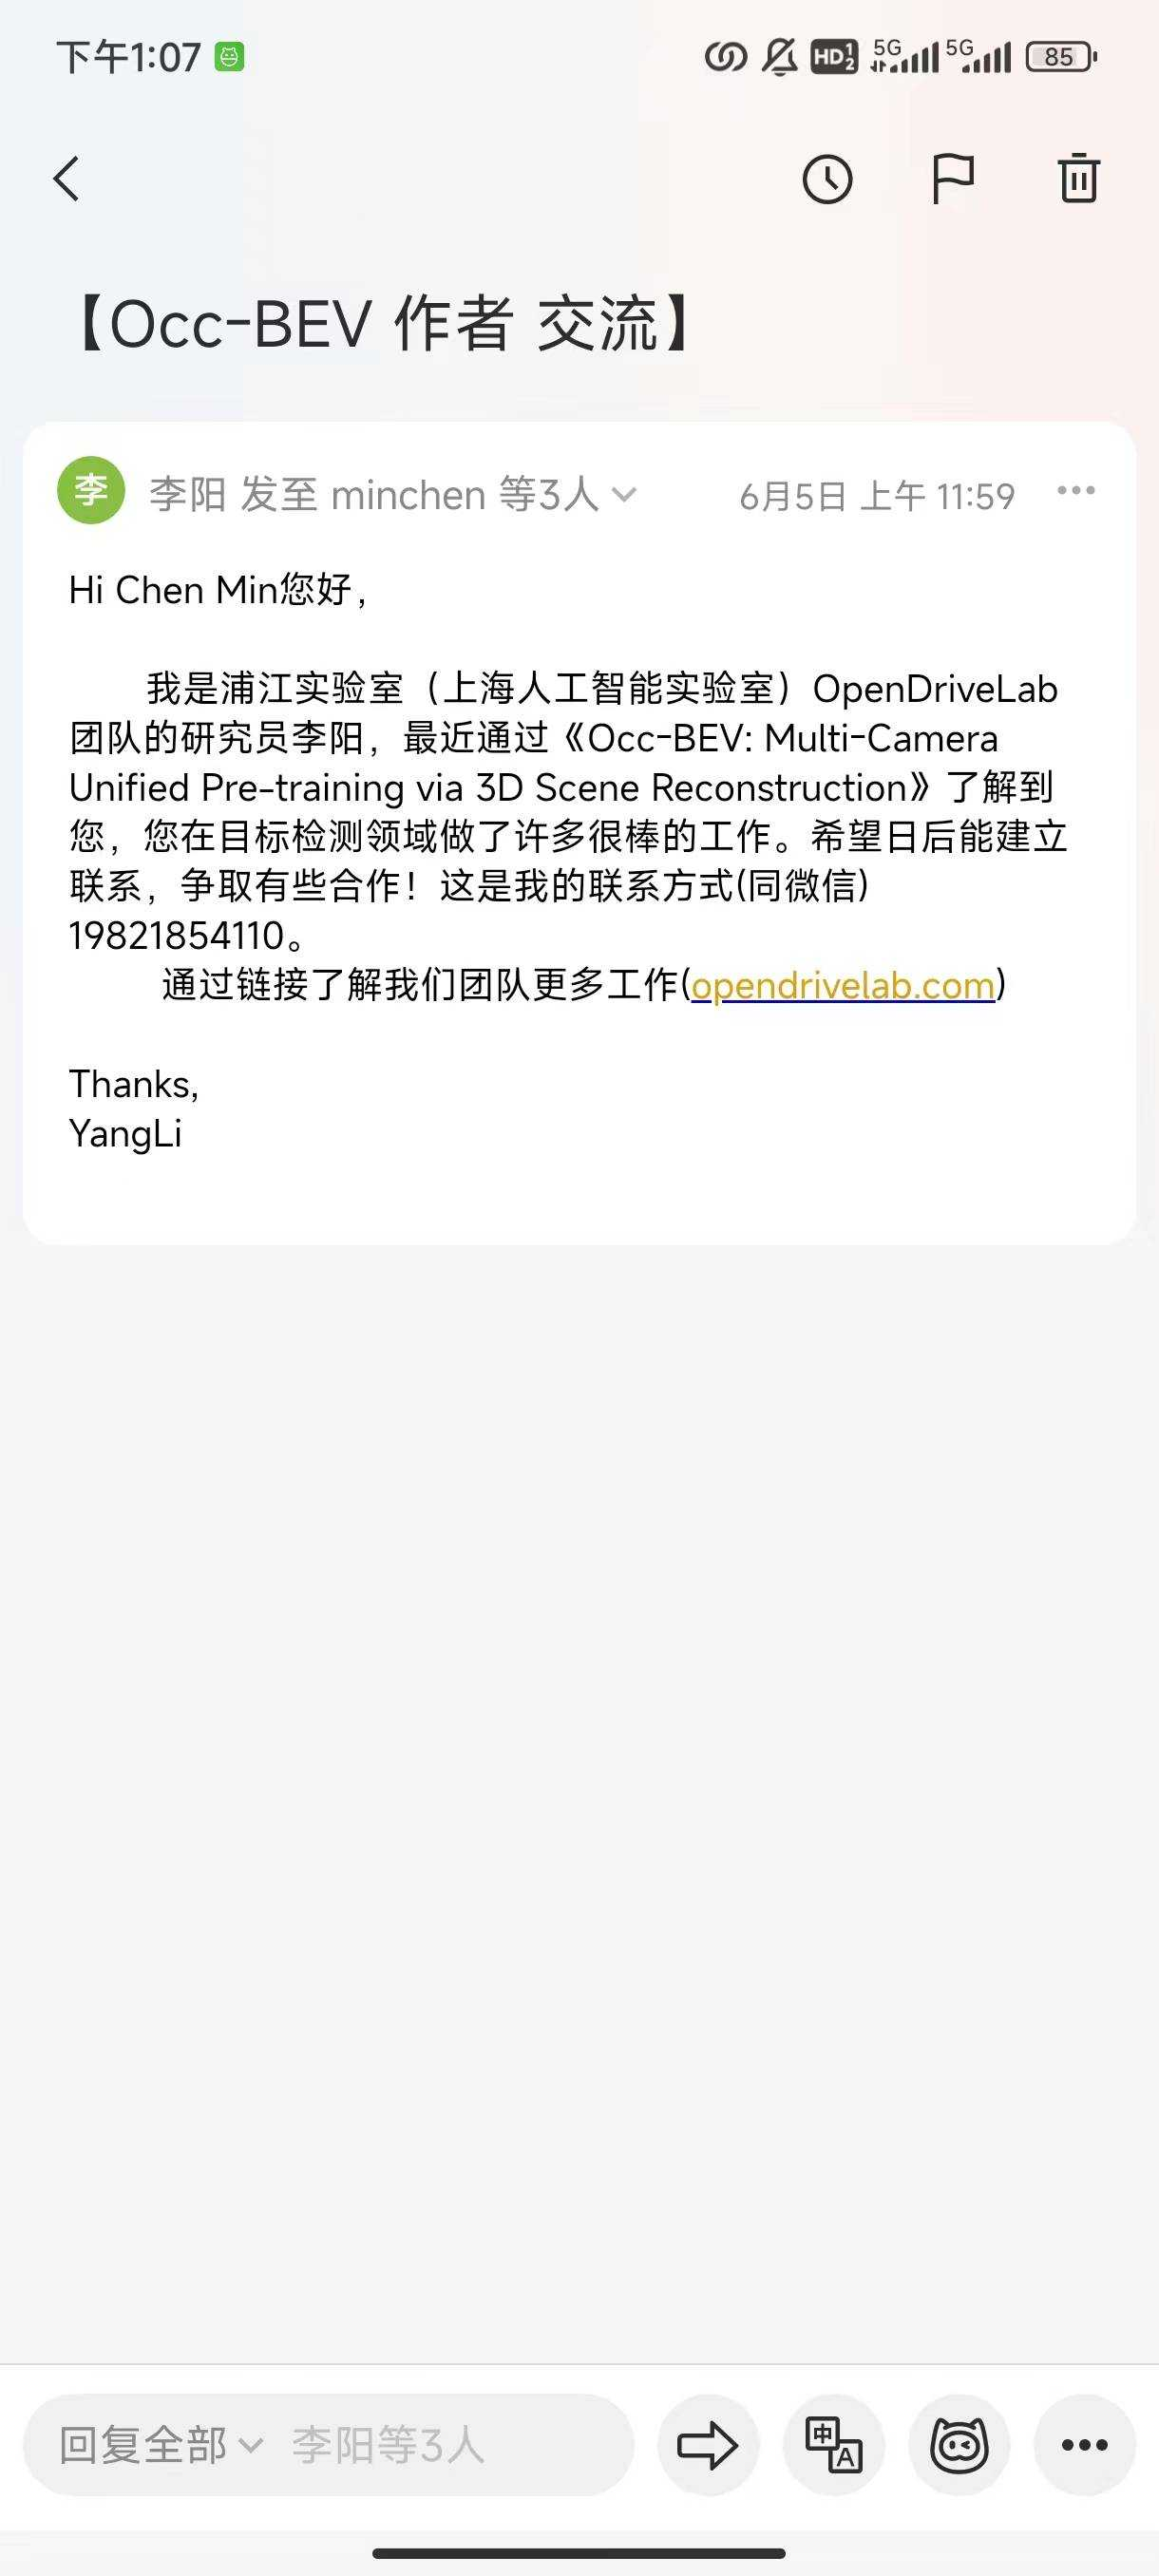 下午1:07
HD 1 2 5G 5G 85
【Occ-BEV 作者 交流】
李 李阳 发至 minchen 等3人 6月5日 上午 11:59
Hi Chen Min您好，
我是浦江实验室（上海人工智能实验室）OpenDriveLab
团队的研究员李阳，最近通过《Occ-BEV: Multi-Camera
Unified Pre-training via 3D Scene Reconstruction》了解到
您，您在目标检测领域做了许多很棒的工作。希望日后能建立
联系，争取有些合作！这是我的联系方式(同微信)
19821854110。
通过链接了解我们团队更多工作(opendrivelab.com)
Thanks,
YangLi
回复全部 李阳等3人 中 A